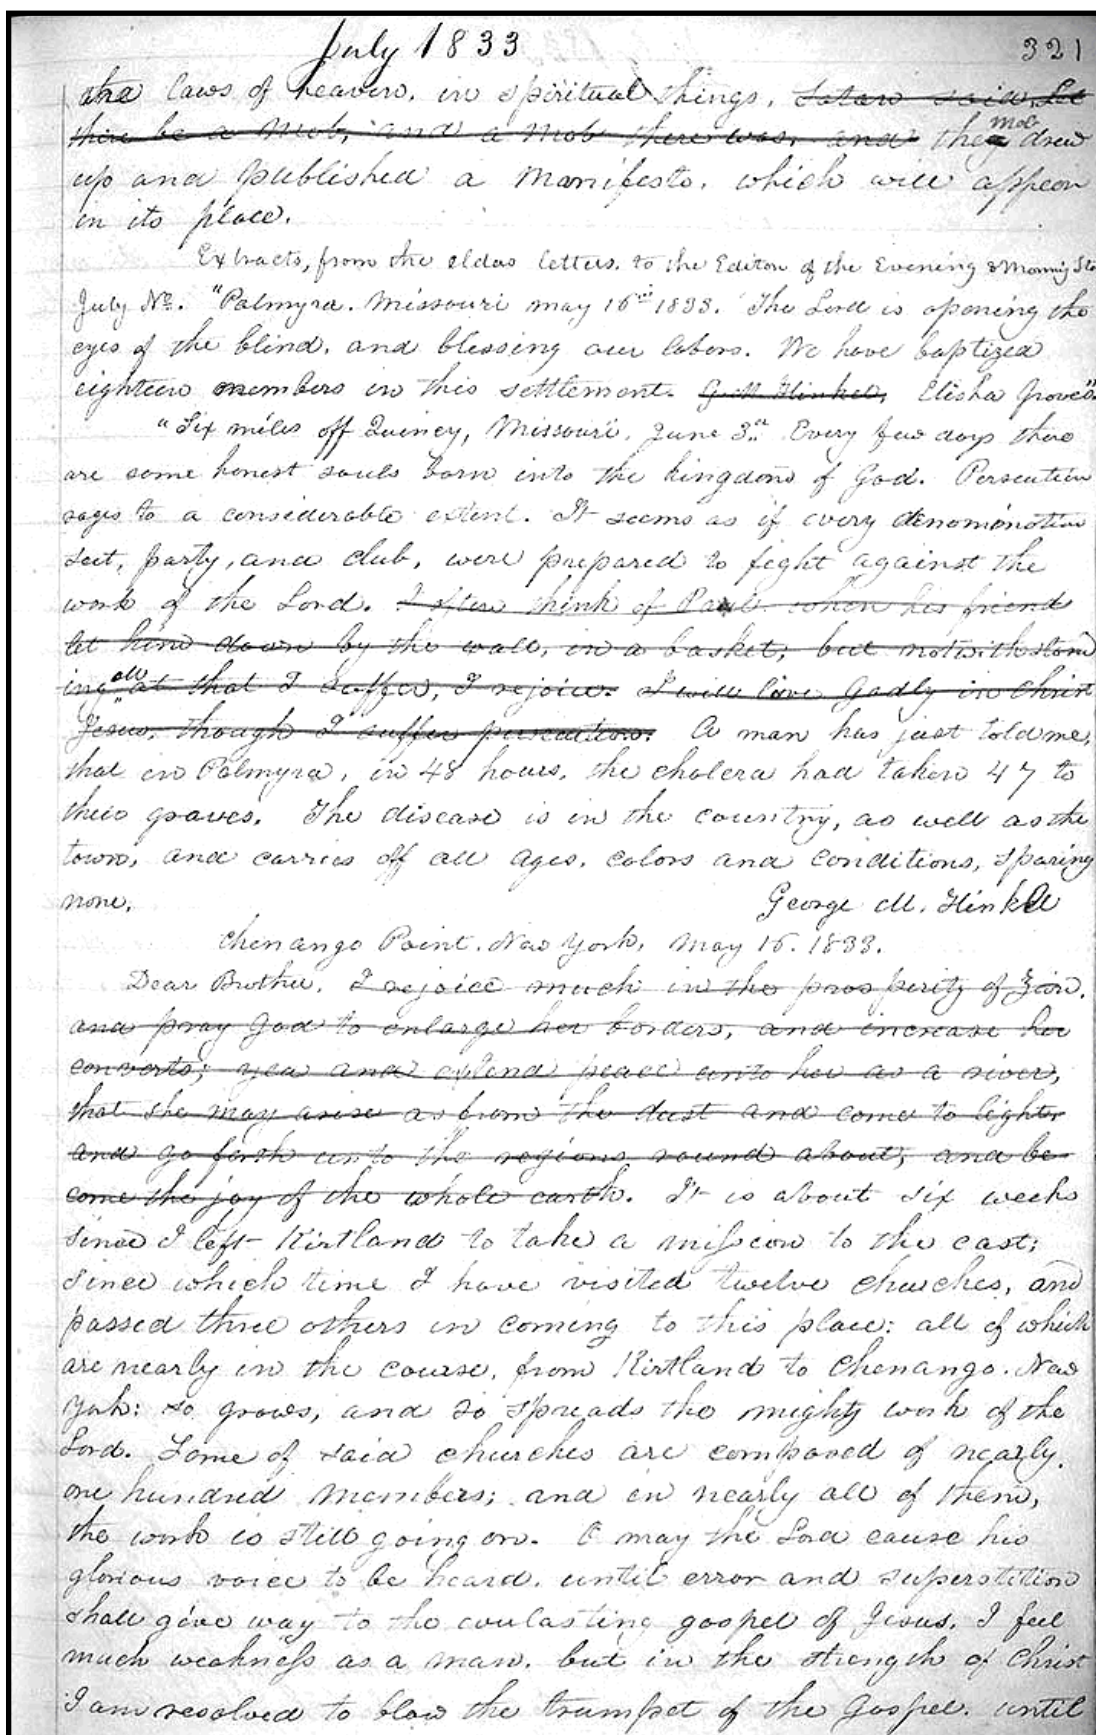 July 1833
321
the laws of heaven, in spiritual things, Satan said, Let
there be a mob, and a mob there was, and they mob drew
up and published a manifesto, which will appear
in its place.
Extracts, from the elders letters, to the Editor of the Evening & Morning Star
July No. "Palmyra, Missouri may 16th 1833. The Lord is opening the
eyes of the blind, and blessing our labors. We have baptized
eighteen members in this settlement. G. M. Hinkel, Elisha Groves"
"Six miles off Quincy, Missouri, June 3d. Every few days there
are some honest souls born into the kingdom of God. Persecution
rages to a considerable extent. It seems as if every denomination
sect, party, and club, were prepared to fight against the
work of the Lord. I often think of Paul when his friend
let him down by the wall, in a basket; but notwithstand
ing all at that I suffer, I rejoice. I will live Godly in Christ
Jesus, though I suffer persecution. A man has just told me,
that in Palmyra, in 48 hours, the cholera had taken 47 to
their graves. The disease is in the country, as well as the
town, and carries off all ages, colors and conditions, sparing
none. George M. Hinkle
Chenango Point, New York, May 16. 1833.
Dear Brother, I rejoice much in the prosperity of Zion,
and pray God to enlarge her borders, and increase her
converts; yea and extend peace unto her as a river,
that she may arise as from the dust and come to light
and go forth unto the regions round about, and be-
come the joy of the whole earth. It is about six weeks
since I left Kirtland to take a mission to the east;
since which time I have visited twelve churches, and
passed three others in coming to this place: all of which
are nearly in the course, from Kirtland to Chenango, New
York: so grows, and so spreads the mighty work of the
Lord. Some of said churches are composed of nearly
one hundred members; and in nearly all of them,
the work is still going on. O may the Lord cause his
glorious voice to be heard, until error and superstition
shall give way to the everlasting gospel of Jesus. I feel
much weakness as a man, but in the strength of Christ
I am resolved to blow the trumpet of the Gospel, until